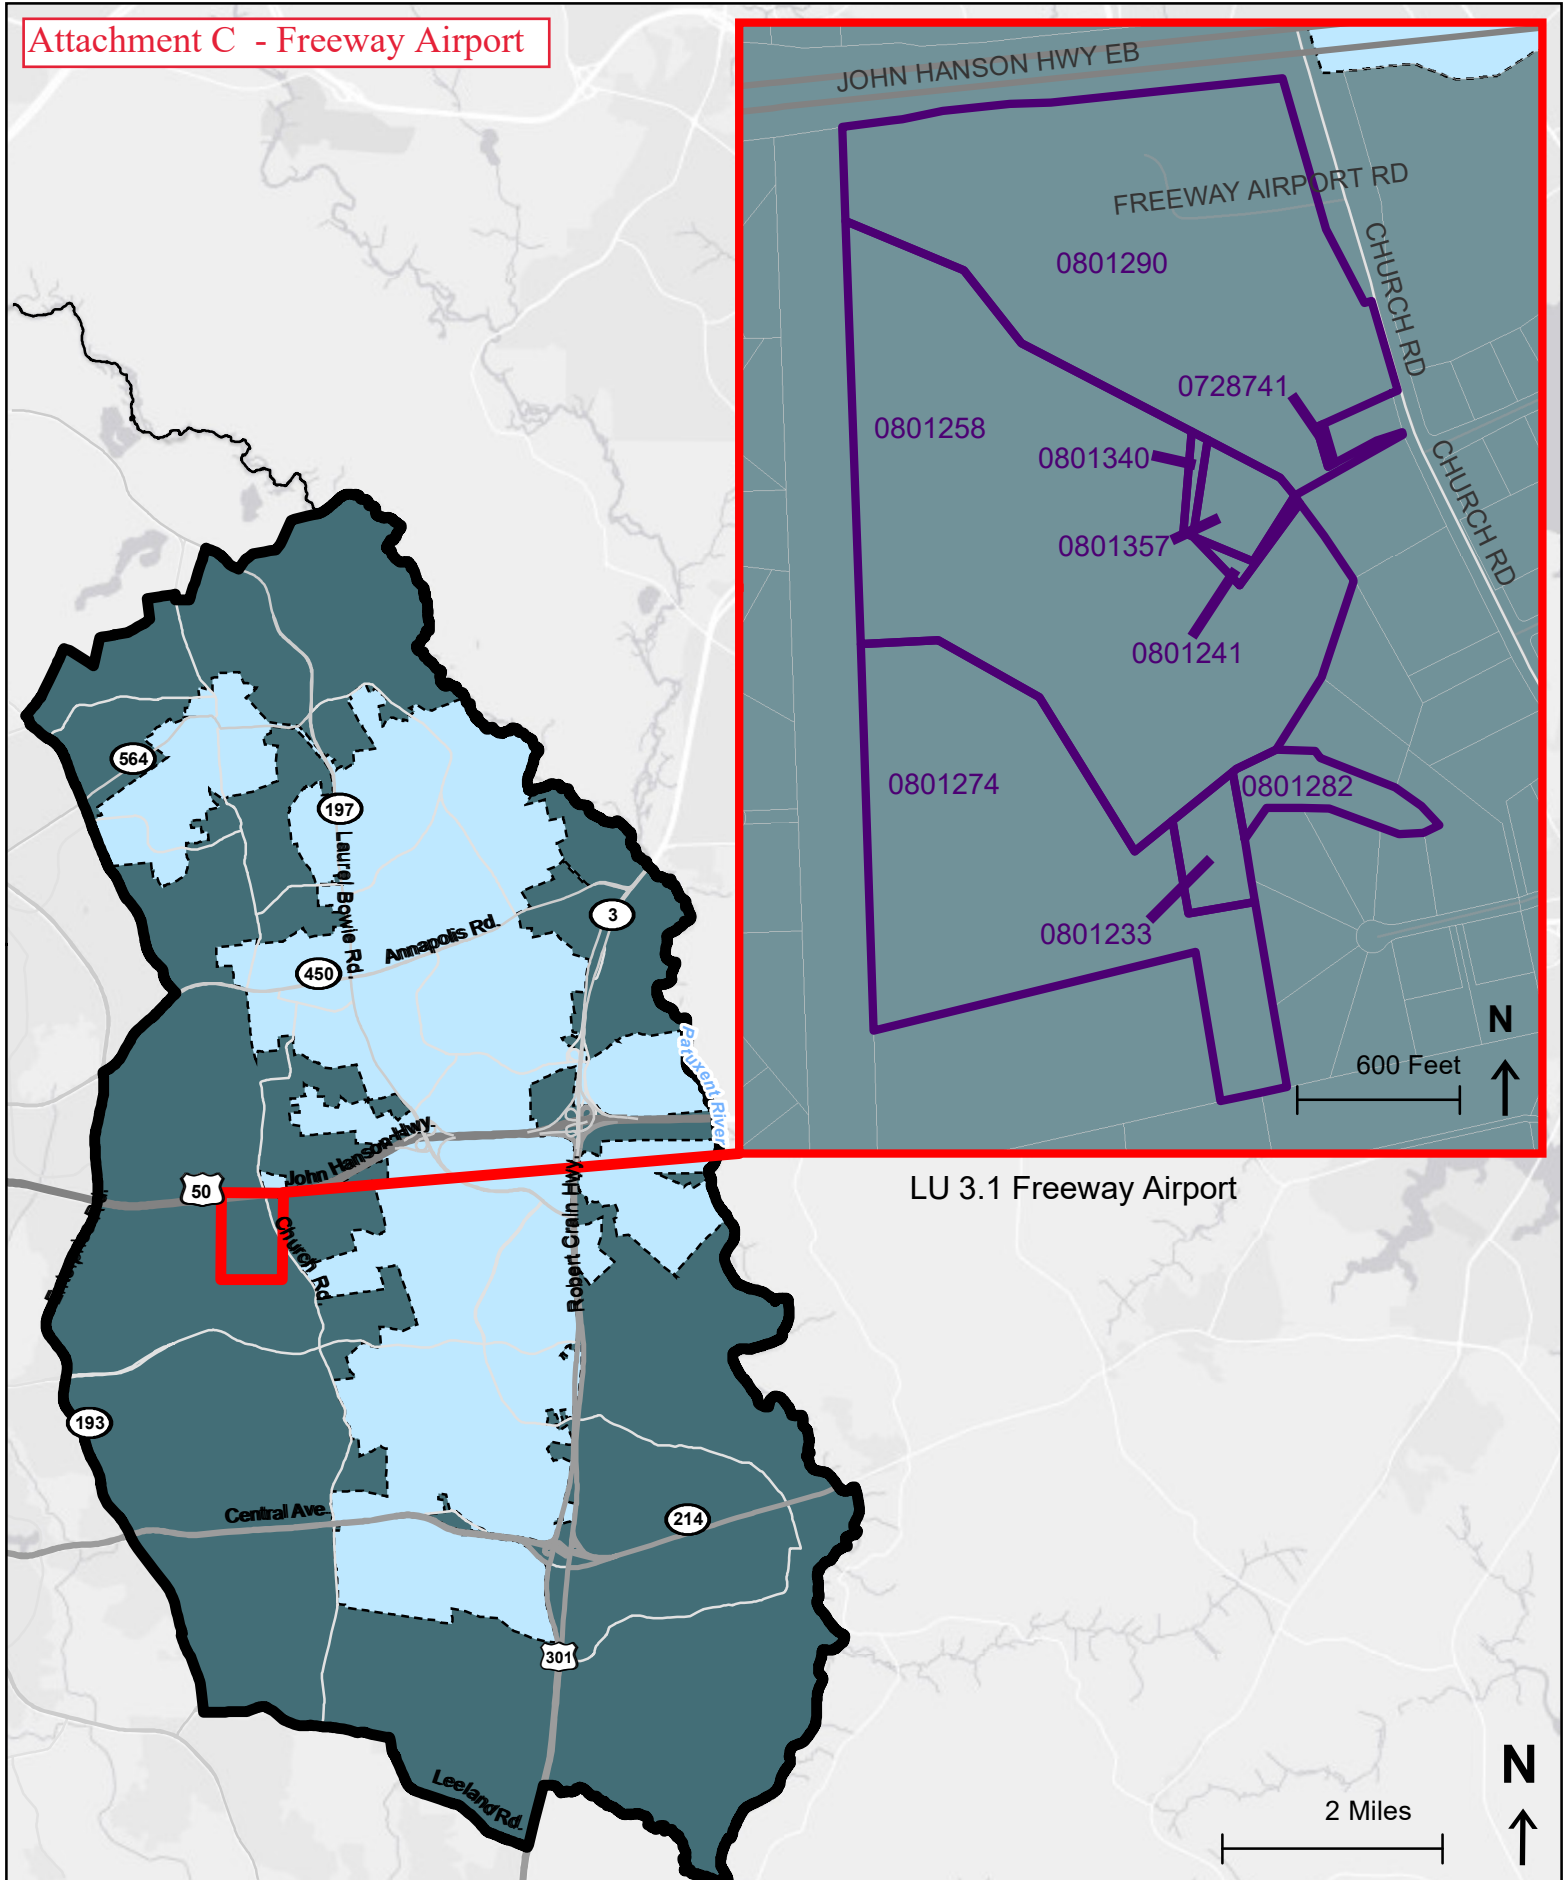 Attachment C - Freeway Airport
JOHN HANSON HWY EB
FREEWAY AIRPORT RD
0801290
CHURCH RD
0728741
0801258
0801340
CHURCH RD
0801357
0801241
0801274
0801282
0801233
N
600 Feet
LU 3.1 Freeway Airport
564
197
Laurel Bowie Rd.
3
Annapolis Rd.
450
Patuxent River
John Hanson Hwy.
50
Church Rd.
Robert Crain Hwy.
193
Central Ave.
214
301
Leeland Rd.
N
2 Miles